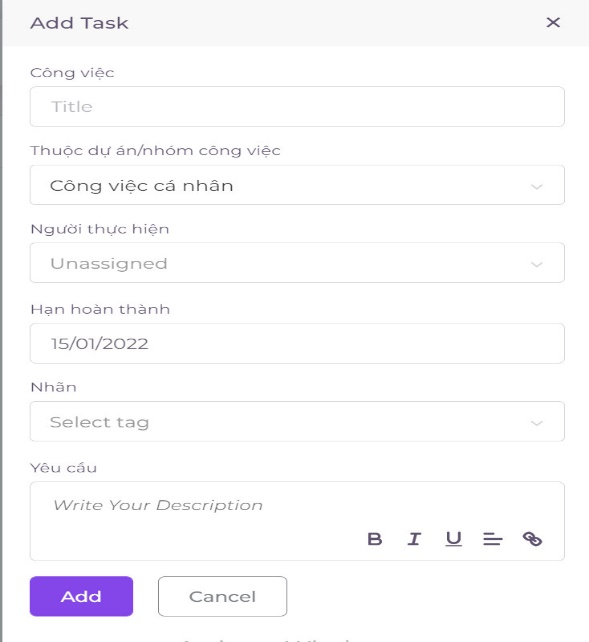 Add Task
Công việc
Title
Thuộc dự án/nhóm công việc
Công việc cá nhân
Người thực hiện
Unassigned
Hạn hoàn thành
15/01/2022
Nhãn
Select tag
Yêu cầu
Write Your Description
B I U
Add Cancel